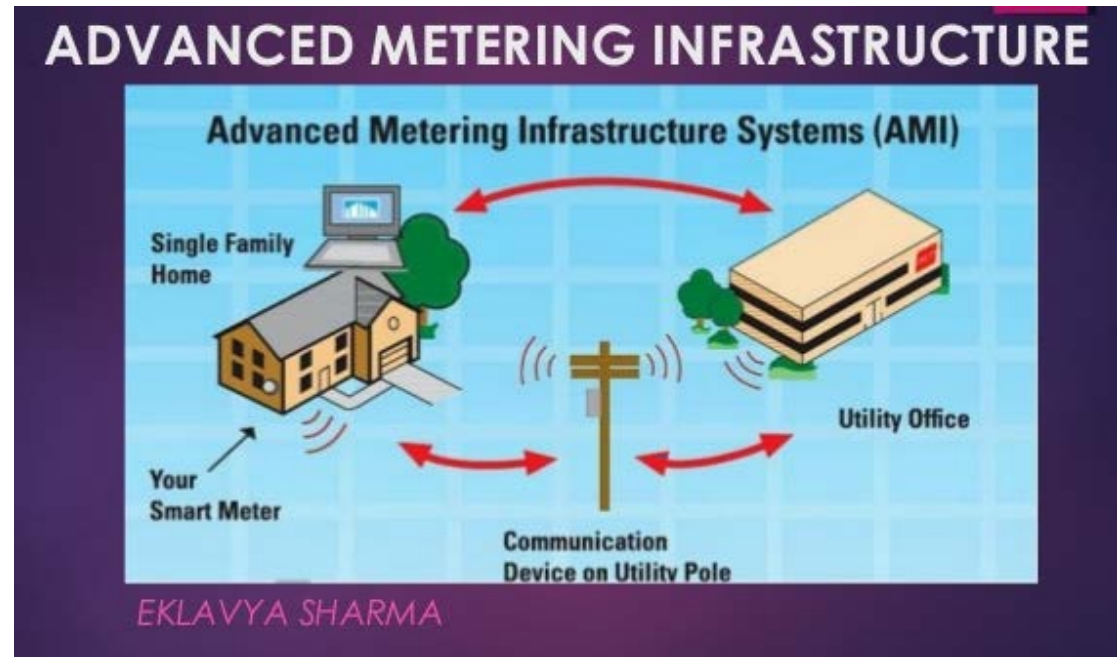 ADVANCED METERING INFRASTRUCTURE
Advanced Metering Infrastructure Systems (AMI)
Single Family
Home
Utility Office
Your
Smart Meter
Communication
Device on Utility Pole
EKLAVYA SHARMA